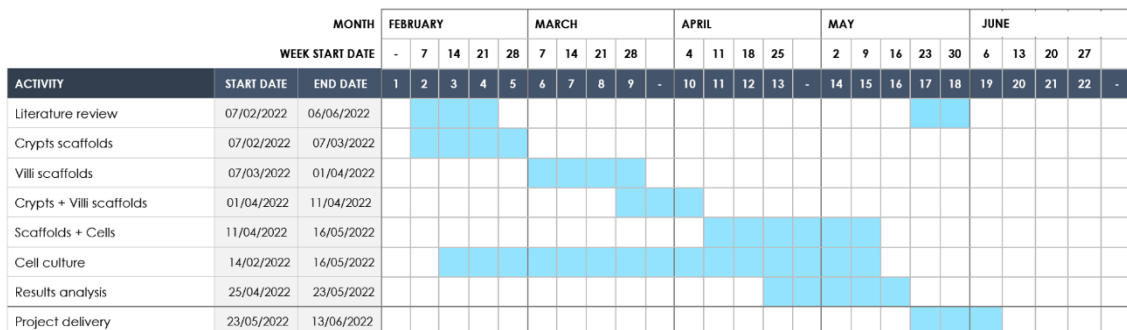 MONTH FEBRUARY MARCH APRIL MAY JUNE
WEEK START DATE - 7 14 21 28 7 14 21 28 4 11 18 25 2 9 16 23 30 6 13 20 27
ACTIVITY START DATE END DATE 1 2 3 4 5 6 7 8 9 - 10 11 12 13 - 14 15 16 17 18 19 20 21 22 -
Literature review 07/02/2022 06/06/2022
Crypts scaffolds 07/02/2022 07/03/2022
Villi scaffolds 07/03/2022 01/04/2022
Crypts + Villi scaffolds 01/04/2022 11/04/2022
Scaffolds + Cells 11/04/2022 16/05/2022
Cell culture 14/02/2022 16/05/2022
Results analysis 25/04/2022 23/05/2022
Project delivery 23/05/2022 13/06/2022